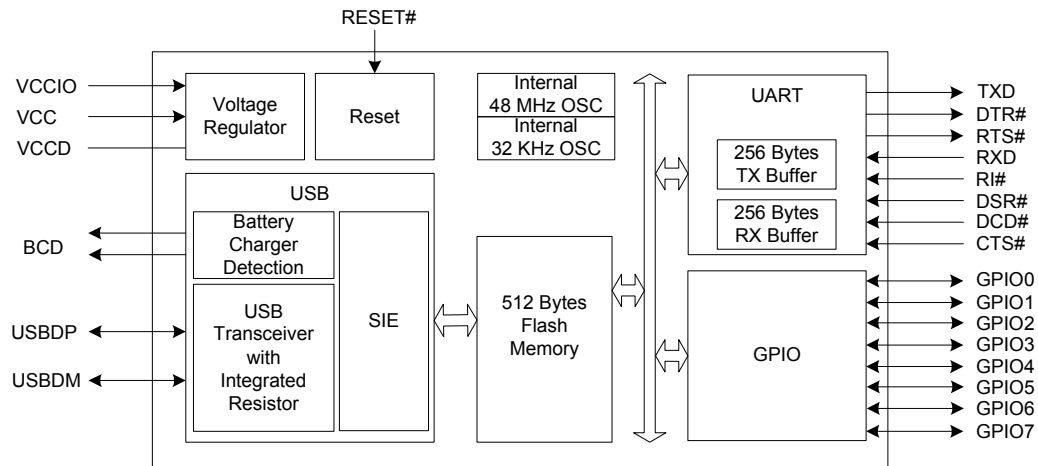 RESET#
VCCIO
VCC
VCCD
Voltage
Regulator
Reset
Internal
48 MHz OSC
Internal
32 KHz OSC
UART
256 Bytes
TX Buffer
256 Bytes
RX Buffer
TXD
DTR#
RTS#
RXD
RI#
DSR#
DCD#
CTS#
BCD
USBDP
USBDM
USB
Battery
Charger
Detection
USB
Transceiver
with
Integrated
Resistor
SIE
512 Bytes
Flash
Memory
GPIO
GPIO0
GPIO1
GPIO2
GPIO3
GPIO4
GPIO5
GPIO6
GPIO7